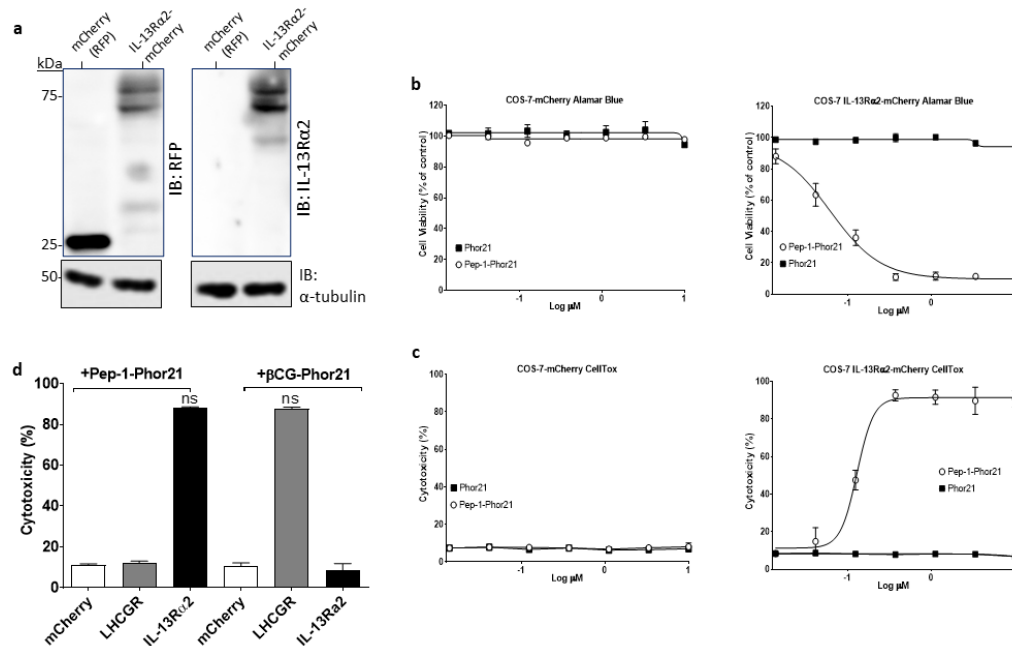 a
mCherry
(RFP)
IL-13Rα2-
mCherry
mCherry
(RFP)
IL-13Rα2-
mCherry
kDa
75-
25-
50-
IB: RFP
IB: IL-13Rα2
IB:
α-tubulin
b
COS-7-mCherry Alamar Blue
Cell Viability (% of control)
120
100
80
60
40
20
0
Phor21
Pep-1-Phor21
-1
0
1
Log µM
COS-7 IL-13Rα2-mCherry Alamar Blue
Cell Viability (% of control)
120
100
80
60
40
20
0
Pep-1-Phor21
Phor21
-1
0
Log µM
c
COS-7-mCherry CellTox
Cytotoxicity (%)
100
80
60
40
20
0
Phor21
Pep-1-Phor21
-1
0
1
Log µM
COS-7 IL-13Rα2-mCherry CellTox
Cytotoxicity (%)
100
80
60
40
20
0
Pep-1-Phor21
Phor21
-1
0
Log µM
d
+Pep-1-Phor21
+βCG-Phor21
ns
ns
Cytotoxicity (%)
100
80
60
40
20
0
mCherry
LHCGR
IL-13Rα2
mCherry
LHCGR
IL-13Ra2